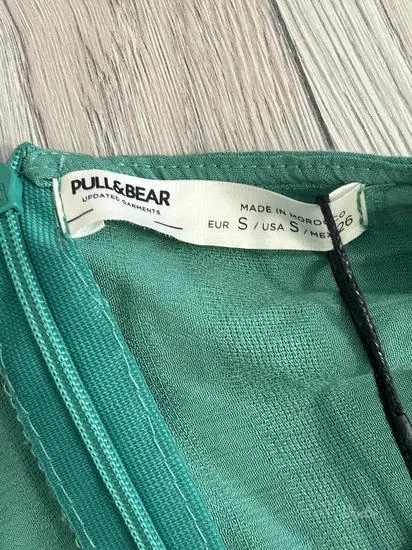 PULL&BEAR
UPDATED GARMENTS
MADE IN MOROCCO
EUR S / USA S / MEX 26